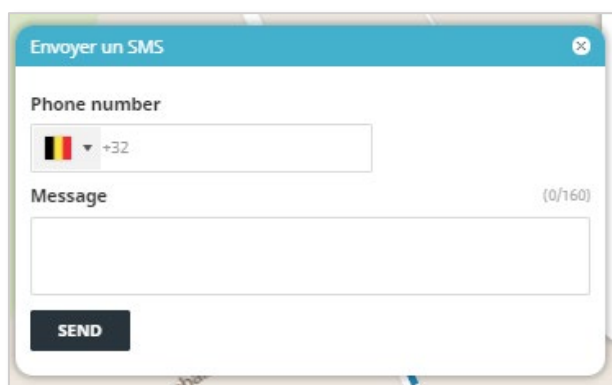 Envoyer un SMS
Phone number
+32
Message (0/160)
SEND